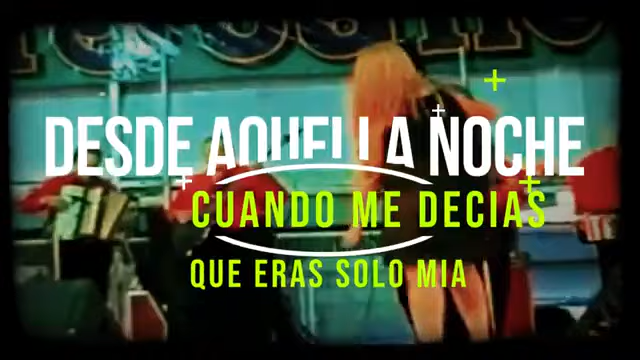 DESDE AQUELLA NOCHE
CUANDO ME DECIAS
QUE ERAS SOLO MIA